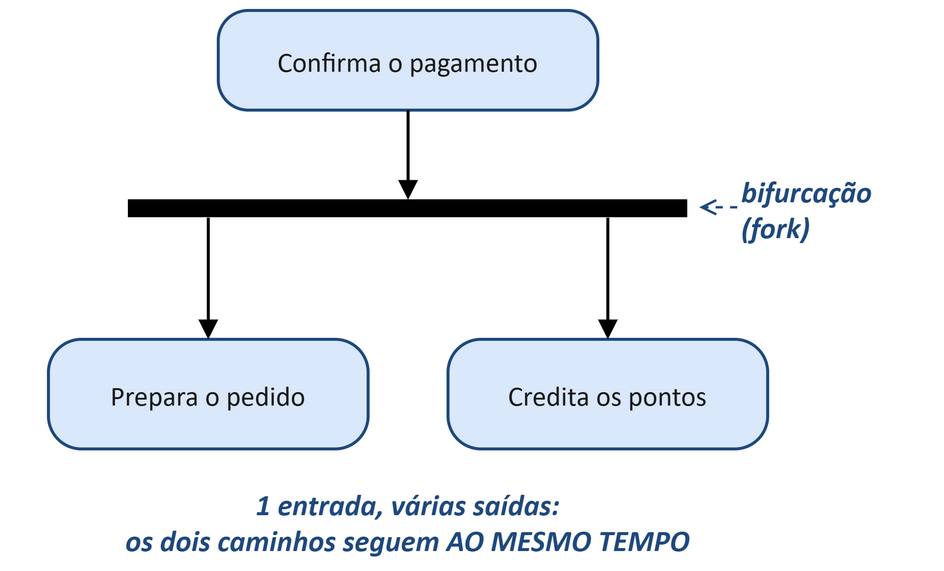 Confirma o pagamento
bifurcação
(fork)
Prepara o pedido
Credita os pontos
1 entrada, várias saídas:
os dois caminhos seguem AO MESMO TEMPO